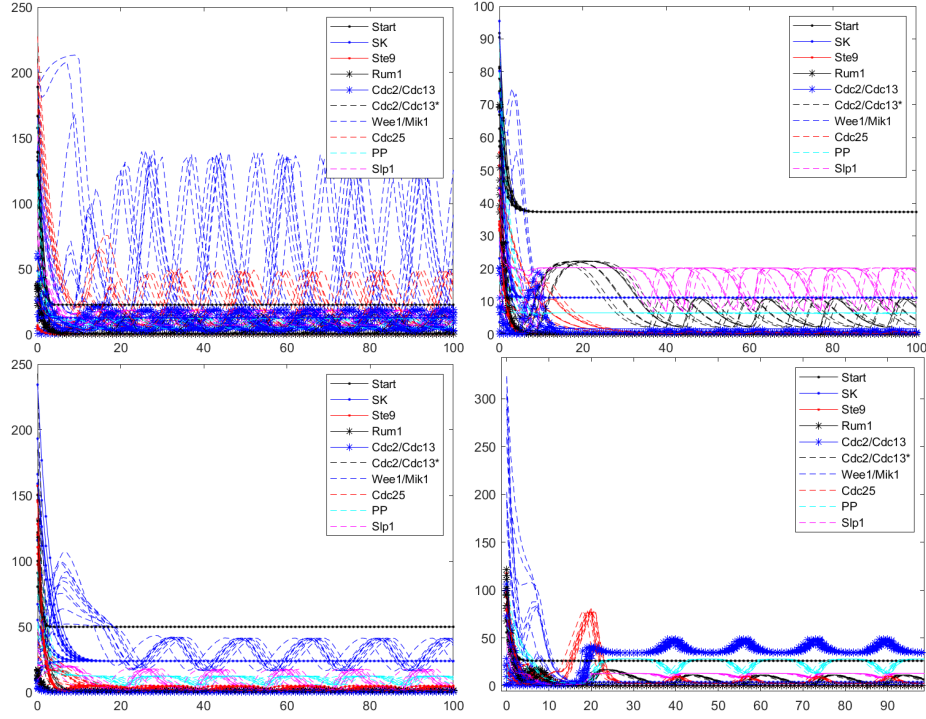 250
200
150
100
50
0
0 20 40 60 80 100
Start
SK
Ste9
Rum1
Cdc2/Cdc13
Cdc2/Cdc13*
Wee1/Mik1
Cdc25
PP
Slp1
100
90
80
70
60
50
40
30
20
10
0
0 20 40 60 80 100
Start
SK
Ste9
Rum1
Cdc2/Cdc13
Cdc2/Cdc13*
Wee1/Mik1
Cdc25
PP
Slp1
250
200
150
100
50
0
0 20 40 60 80 100
Start
SK
Ste9
Rum1
Cdc2/Cdc13
Cdc2/Cdc13*
Wee1/Mik1
Cdc25
PP
Slp1
300
250
200
150
100
50
0
0 10 20 30 40 50 60 70 80 90
Start
SK
Ste9
Rum1
Cdc2/Cdc13
Cdc2/Cdc13*
Wee1/Mik1
Cdc25
PP
Slp1